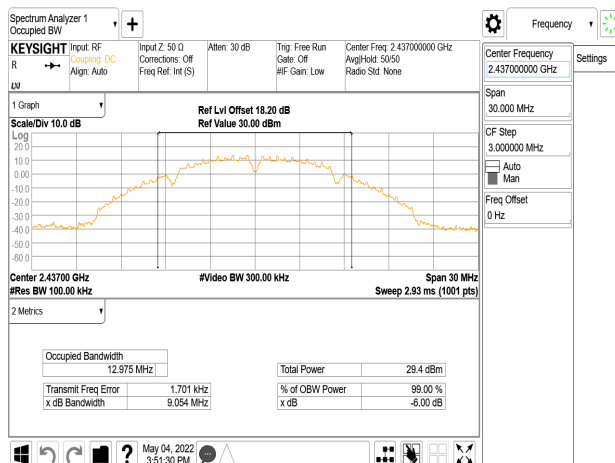 Spectrum Analyzer 1
Occupied BW
Frequency
KEYSIGHT
Input: RF
Coupling: DC
Align: Auto
Input Z: 50 Ω
Corrections: Off
Freq Ref: Int (S)
Atten: 30 dB
Trig: Free Run
Gate: Off
#IF Gain: Low
Center Freq: 2.437000000 GHz
Avg|Hold: 50/50
Radio Std: None
R
Center Frequency
2.437000000 GHz
Settings
Span
30.000 MHz
CF Step
3.000000 MHz
Auto
Man
Freq Offset
0 Hz
1 Graph
Scale/Div 10.0 dB
Ref Lvl Offset 18.20 dB
Ref Value 30.00 dBm
Log
20.0
10.0
0.00
-10.0
-20.0
-30.0
-40.0
-50.0
-60.0
Center 2.43700 GHz
#Video BW 300.00 kHz
Span 30 MHz
#Res BW 100.00 kHz
Sweep 2.93 ms (1001 pts)
2 Metrics
Occupied Bandwidth
12.975 MHz
Total Power 29.4 dBm
Transmit Freq Error 1.701 kHz
% of OBW Power 99.00 %
x dB Bandwidth 9.054 MHz
x dB -6.00 dB
?
May 04, 2022
3:51:30 PM